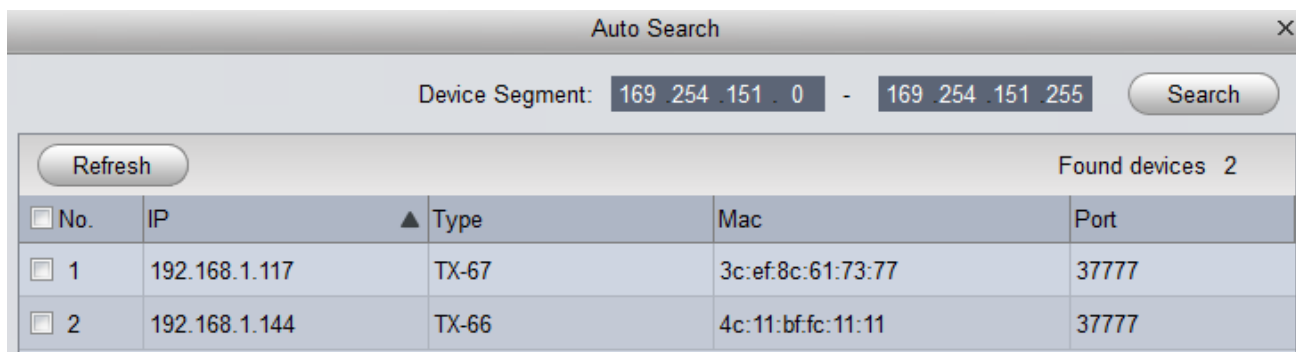 Auto Search
Device Segment: 169 .254 .151 . 0 - 169 .254 .151 .255 Search
Refresh Found devices 2
No. IP Type Mac Port
1 192.168.1.117 TX-67 3c:ef:8c:61:73:77 37777
2 192.168.1.144 TX-66 4c:11:bf:fc:11:11 37777